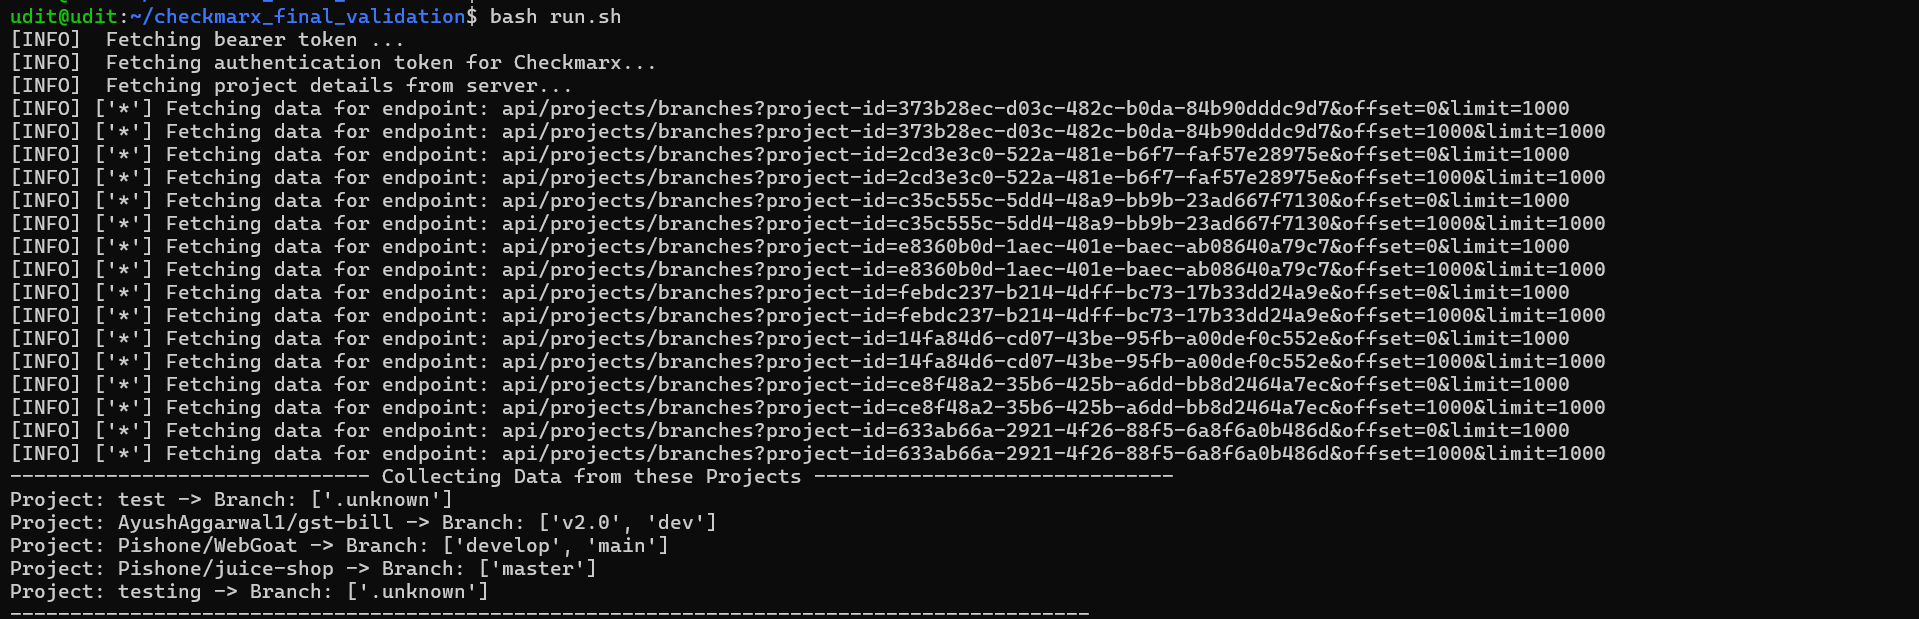 udit@udit:~/checkmarx_final_validation$ bash run.sh
[INFO]  Fetching bearer token ...
[INFO]  Fetching authentication token for Checkmarx...
[INFO]  Fetching project details from server...
[INFO] ['*'] Fetching data for endpoint: api/projects/branches?project-id=373b28ec-d03c-482c-b0da-84b90dddc9d7&offset=0&limit=1000
[INFO] ['*'] Fetching data for endpoint: api/projects/branches?project-id=373b28ec-d03c-482c-b0da-84b90dddc9d7&offset=1000&limit=1000
[INFO] ['*'] Fetching data for endpoint: api/projects/branches?project-id=2cd3e3c0-522a-481e-b6f7-faf57e28975e&offset=0&limit=1000
[INFO] ['*'] Fetching data for endpoint: api/projects/branches?project-id=2cd3e3c0-522a-481e-b6f7-faf57e28975e&offset=1000&limit=1000
[INFO] ['*'] Fetching data for endpoint: api/projects/branches?project-id=c35c555c-5dd4-48a9-bb9b-23ad667f7130&offset=0&limit=1000
[INFO] ['*'] Fetching data for endpoint: api/projects/branches?project-id=c35c555c-5dd4-48a9-bb9b-23ad667f7130&offset=1000&limit=1000
[INFO] ['*'] Fetching data for endpoint: api/projects/branches?project-id=e8360b0d-1aec-401e-baec-ab08640a79c7&offset=0&limit=1000
[INFO] ['*'] Fetching data for endpoint: api/projects/branches?project-id=e8360b0d-1aec-401e-baec-ab08640a79c7&offset=1000&limit=1000
[INFO] ['*'] Fetching data for endpoint: api/projects/branches?project-id=febdc237-b214-4dff-bc73-17b33dd24a9e&offset=0&limit=1000
[INFO] ['*'] Fetching data for endpoint: api/projects/branches?project-id=febdc237-b214-4dff-bc73-17b33dd24a9e&offset=1000&limit=1000
[INFO] ['*'] Fetching data for endpoint: api/projects/branches?project-id=14fa84d6-cd07-43be-95fb-a00def0c552e&offset=0&limit=1000
[INFO] ['*'] Fetching data for endpoint: api/projects/branches?project-id=14fa84d6-cd07-43be-95fb-a00def0c552e&offset=1000&limit=1000
[INFO] ['*'] Fetching data for endpoint: api/projects/branches?project-id=ce8f48a2-35b6-425b-a6dd-bb8d2464a7ec&offset=0&limit=1000
[INFO] ['*'] Fetching data for endpoint: api/projects/branches?project-id=ce8f48a2-35b6-425b-a6dd-bb8d2464a7ec&offset=1000&limit=1000
[INFO] ['*'] Fetching data for endpoint: api/projects/branches?project-id=633ab66a-2921-4f26-88f5-6a8f6a0b486d&offset=0&limit=1000
[INFO] ['*'] Fetching data for endpoint: api/projects/branches?project-id=633ab66a-2921-4f26-88f5-6a8f6a0b486d&offset=1000&limit=1000
------------------------------ Collecting Data from these Projects ------------------------------
Project: test -> Branch: ['.unknown']
Project: AyushAggarwal1/gst-bill -> Branch: ['v2.0', 'dev']
Project: Pishone/WebGoat -> Branch: ['develop', 'main']
Project: Pishone/juice-shop -> Branch: ['master']
Project: testing -> Branch: ['.unknown']
------------------------------------------------------------------------------------------